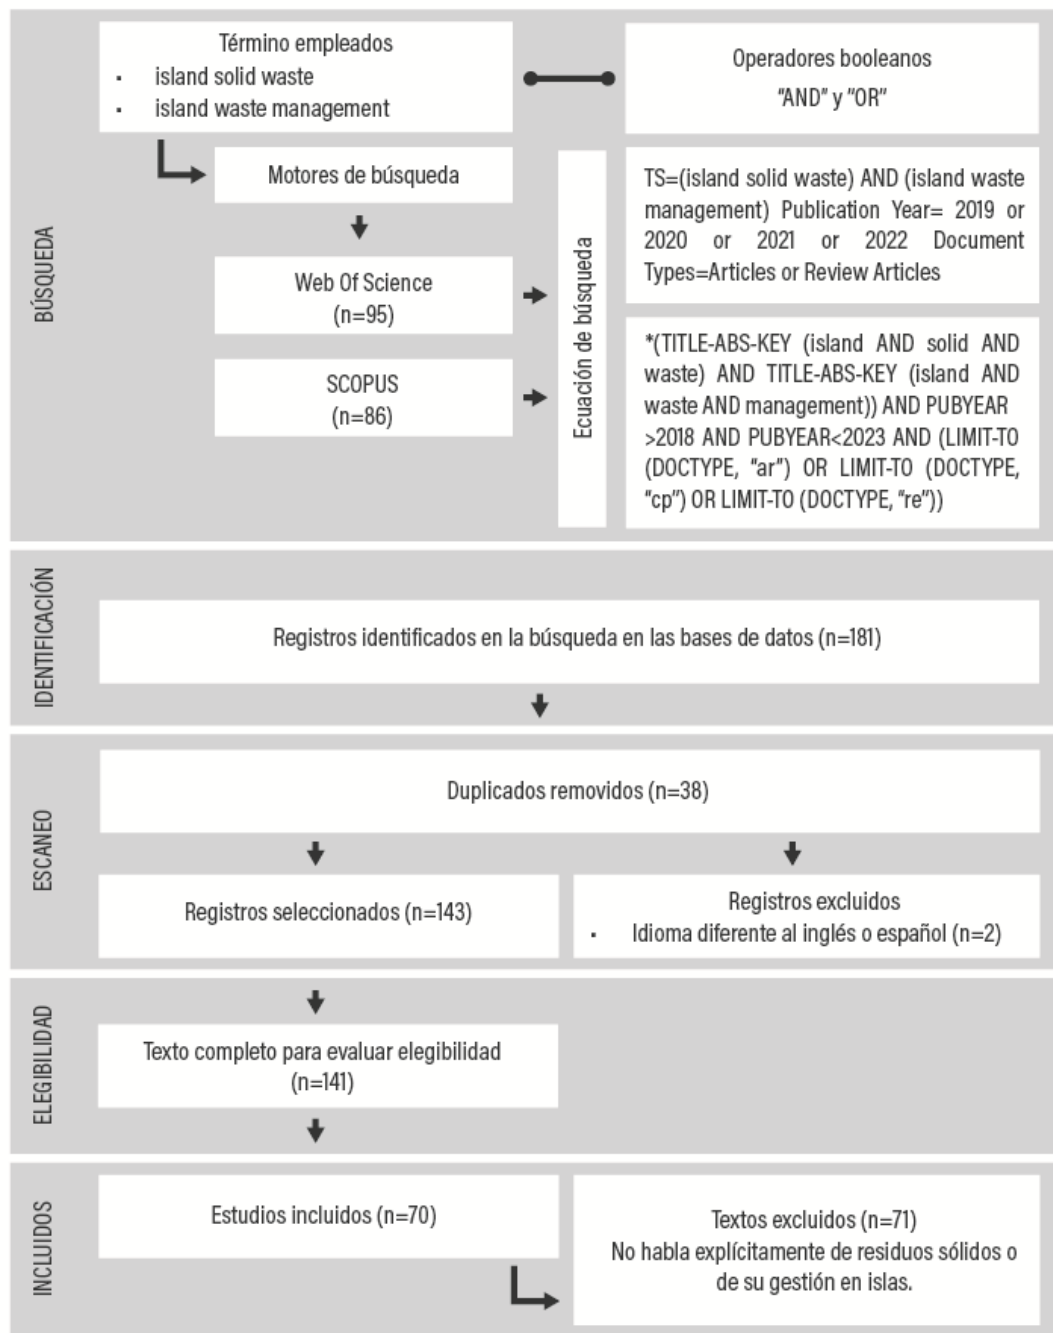 BÚSQUEDA
Término empleados
▪ island solid waste
▪ island waste management
Operadores booleanos
“AND” y “OR”
Motores de búsqueda
Web Of Science
(n=95)
SCOPUS
(n=86)
Ecuación de búsqueda
TS=(island solid waste) AND (island waste
management) Publication Year= 2019 or
2020 or 2021 or 2022 Document
Types=Articles or Review Articles
*(TITLE-ABS-KEY (island AND solid AND
waste) AND TITLE-ABS-KEY (island AND
waste AND management)) AND PUBYEAR
>2018 AND PUBYEAR<2023 AND (LIMIT-TO
(DOCTYPE, “ar”) OR LIMIT-TO (DOCTYPE,
“cp”) OR LIMIT-TO (DOCTYPE, “re”))
IDENTIFICACIÓN
Registros identificados en la búsqueda en las bases de datos (n=181)
ESCANEO
Duplicados removidos (n=38)
Registros seleccionados (n=143)
Registros excluidos
▪ Idioma diferente al inglés o español (n=2)
ELEGIBILIDAD
Texto completo para evaluar elegibilidad
(n=141)
INCLUIDOS
Estudios incluidos (n=70)
Textos excluidos (n=71)
No habla explícitamente de residuos sólidos o
de su gestión en islas.